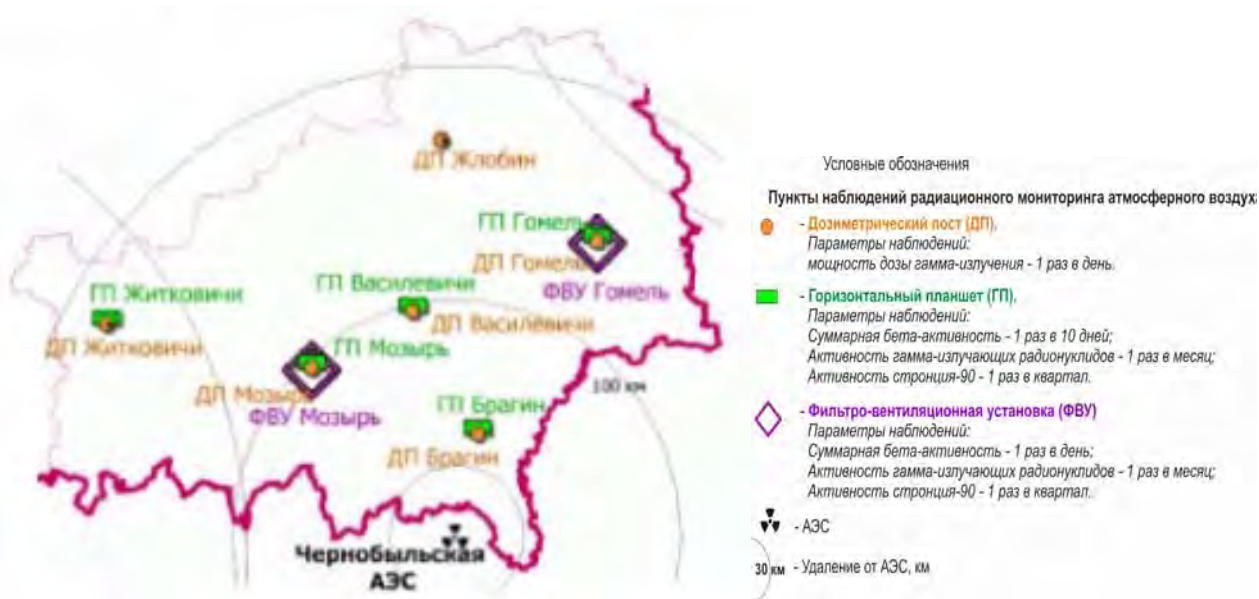 ДП Жлобин
ГП Гомель
ДП Гомель
ФВУ Гомель
ГП Житковичи
ДП Житковичи
ГП Василевичи
ДП Василевичи
ГП Мозырь
ДП Мозырь
ФВУ Мозырь
100 км
ГП Брагин
ДП Брагин
Чернобыльская
АЭС
Условные обозначения
Пункты наблюдений радиационного мониторинга атмосферного воздуха
- Дозиметрический пост (ДП).
Параметры наблюдений:
мощность дозы гамма-излучения - 1 раз в день.
- Горизонтальный планшет (ГП).
Параметры наблюдений:
Суммарная бета-активность - 1 раз в 10 дней;
Активность гамма-излучающих радионуклидов - 1 раз в месяц;
Активность стронция-90 - 1 раз в квартал.
- Фильтро-вентиляционная установка (ФВУ)
Параметры наблюдений:
Суммарная бета-активность - 1 раз в день;
Активность гамма-излучающих радионуклидов - 1 раз в месяц;
Активность стронция-90 - 1 раз в квартал.
- АЭС
30 км - Удаление от АЭС, км